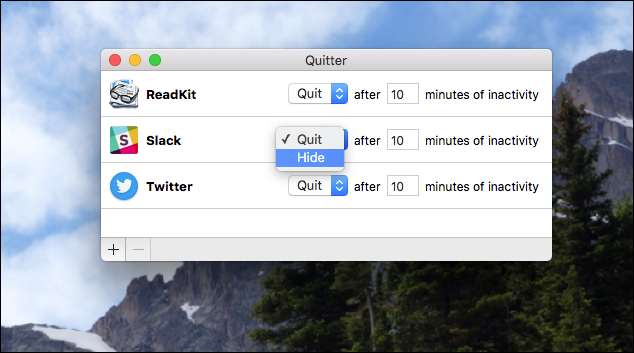 Quitter
ReadKit Quit after 10 minutes of inactivity
Slack ✓ Quit after 10 minutes of inactivity
Hide
Twitter Quit after 10 minutes of inactivity